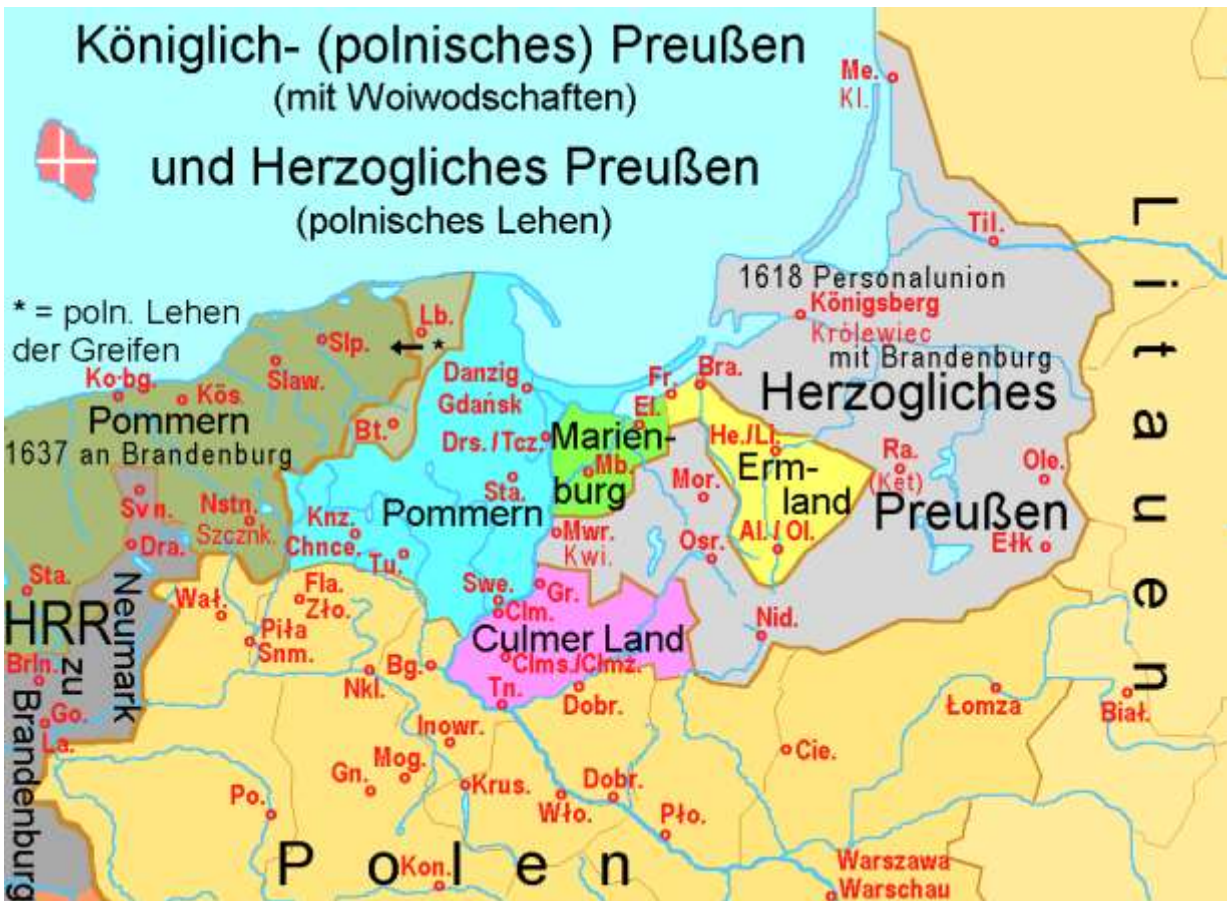 Königlich- (polnisches) Preußen
(mit Woiwodschaften)
und Herzogliches Preußen
(polnisches Lehen)
Me.
Kl.
Til.
Litauen
1618 Personalunion
Königsberg
Królewiec
mit Brandenburg
Herzogliches
Preußen
* = poln. Lehen
der Greifen
Lb.
*
Slp.
Slaw.
Ko·bg.
Kös.
Pommern
1637 an Brandenburg
Bt.
Danzig
Gdańsk
Drs./Tcz.
Fr.
Bra.
El.
Marien-
burg
Mb.
He./Li.
Erm-
land
Al./Ol.
Ra.
(Kęt)
Ole.
Ełk
Mor.
Osr.
Nid.
Mwr.
Kwi.
Sta.
Pommern
Knz.
Chnce.
Tu.
Svn.
Nstn.
Szcznk.
Dra.
Sta.
HRR
zu
Brandenburg
Neumark
Brln.
Go.
La.
Brandenburg
Wał.
Fla.
Zło.
Piła
Snm.
Swe.
Clm.
Gr.
Culmer Land
Clms./Clmż.
Tn.
Dobr.
Bg.
Nkl.
Inowr.
Mog.
Gn.
Krus.
Po.
Wło.
Dobr.
Pło.
Cie.
Łomza
Biał.
Kon.
Polen
Warszawa
Warschau